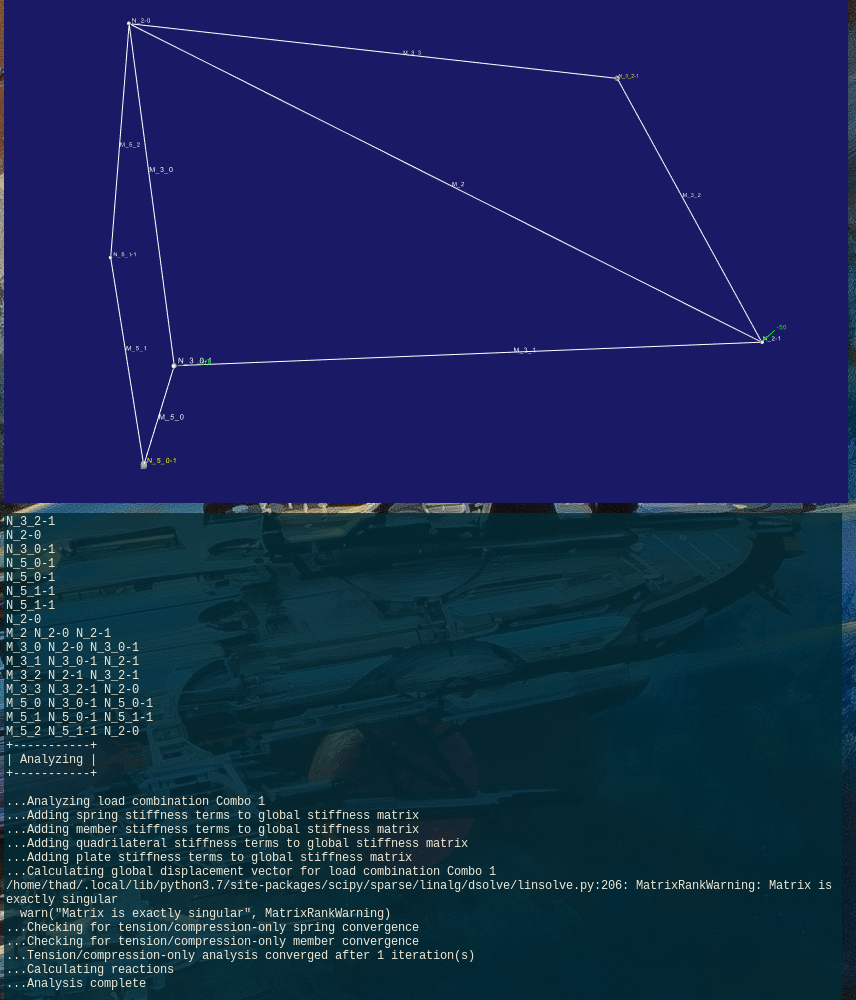 N_2-0
M_3_3
N_3_2-1
M_5_2
M_3_0
M_2
M_3_2
N_5_1-1
-50
N_2-1
M_5_1
N_3_0-1
M_3_1
M_5_0
N_5_0-1
N_3_2-1
N_2-0
N_3_0-1
N_5_0-1
N_5_0-1
N_5_1-1
N_5_1-1
N_2-0
M_2 N_2-0 N_2-1
M_3_0 N_2-0 N_3_0-1
M_3_1 N_3_0-1 N_2-1
M_3_2 N_2-1 N_3_2-1
M_3_3 N_3_2-1 N_2-0
M_5_0 N_3_0-1 N_5_0-1
M_5_1 N_5_0-1 N_5_1-1
M_5_2 N_5_1-1 N_2-0
+-----------+
| Analyzing |
+-----------+
...Analyzing load combination Combo 1
...Adding spring stiffness terms to global stiffness matrix
...Adding member stiffness terms to global stiffness matrix
...Adding quadrilateral stiffness terms to global stiffness matrix
...Adding plate stiffness terms to global stiffness matrix
...Calculating global displacement vector for load combination Combo 1
/home/thad/.local/lib/python3.7/site-packages/scipy/sparse/linalg/dsolve/linsolve.py:206: MatrixRankWarning: Matrix is
exactly singular
warn("Matrix is exactly singular", MatrixRankWarning)
...Checking for tension/compression-only spring convergence
...Checking for tension/compression-only member convergence
...Tension/compression-only analysis converged after 1 iteration(s)
...Calculating reactions
...Analysis complete